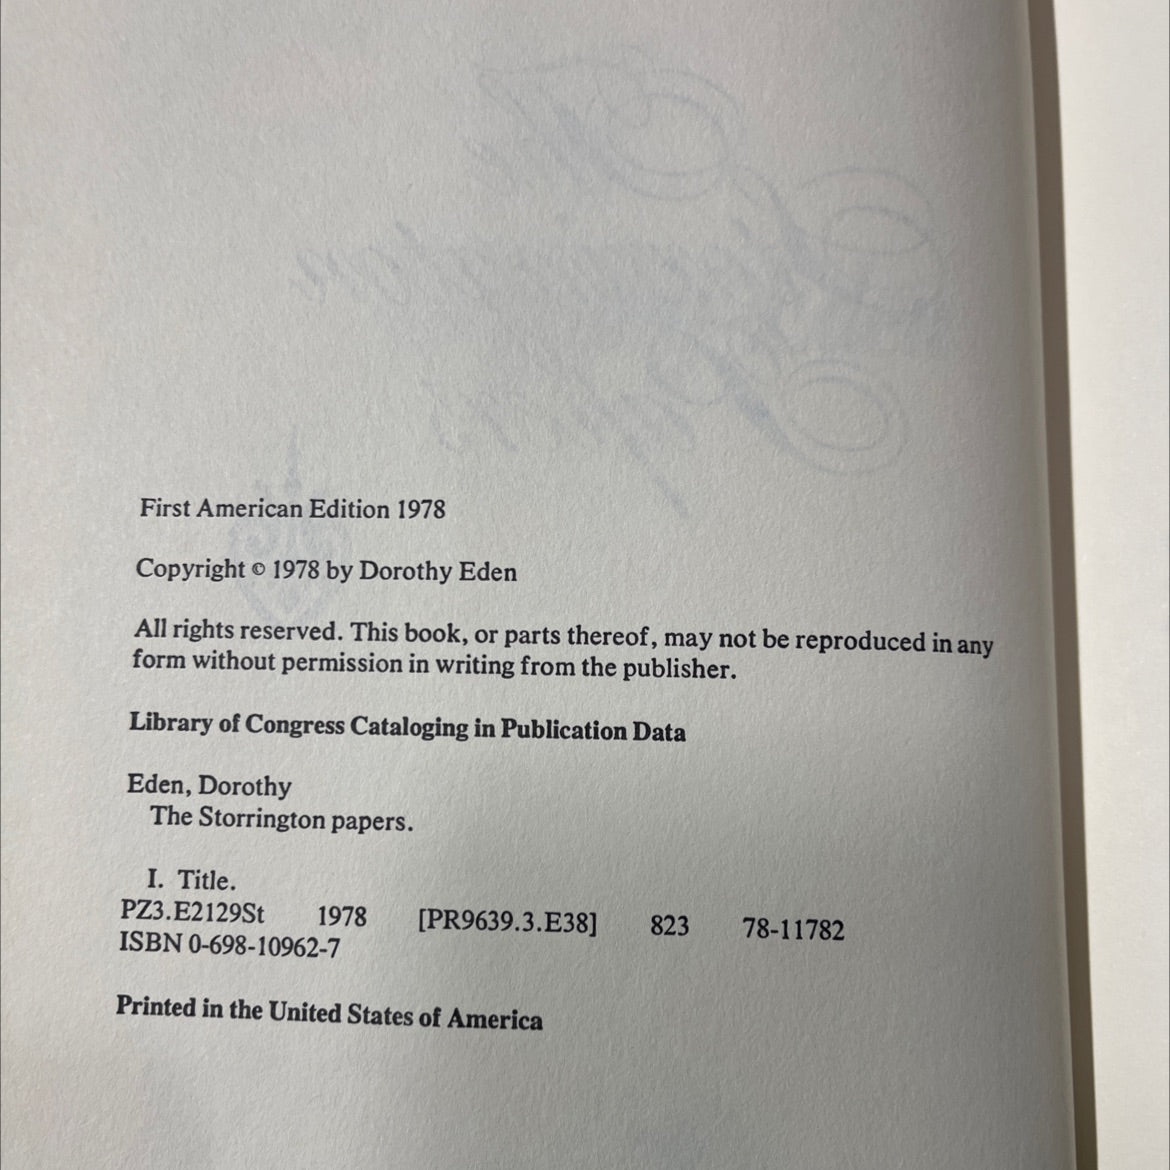 First American Edition 1978
Copyright © 1978 by Dorothy Eden
All rights reserved. This book, or parts thereof, may not be reproduced in any
form without permission in writing from the publisher.
Library of Congress Cataloging in Publication Data
Eden, Dorothy
The Storrington papers.
I. Title.
PZ3.E2129St 1978 [PR9639.3.E38] 823 78-11782
ISBN 0-698-10962-7
Printed in the United States of America